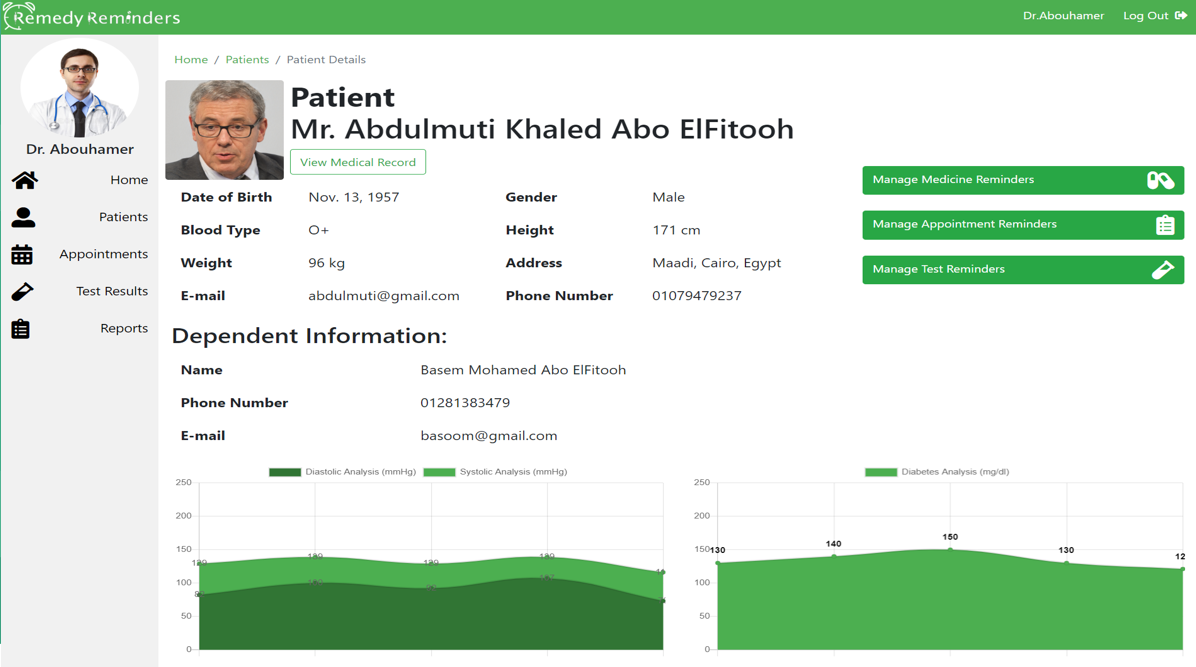 Remedy Reminders
Dr.Abouhamer Log Out
Home / Patients / Patient Details
Dr. Abouhamer
Home
Patients
Appointments
Test Results
Reports
Patient
Mr. Abdulmuti Khaled Abo ElFitooh
View Medical Record
Date of Birth Nov. 13, 1957 Gender Male
Blood Type O+ Height 171 cm
Weight 96 kg Address Maadi, Cairo, Egypt
E-mail abdulmuti@gmail.com Phone Number 01079479237
Manage Medicine Reminders
Manage Appointment Reminders
Manage Test Reminders
Dependent Information:
Name Basem Mohamed Abo ElFitooh
Phone Number 01281383479
E-mail basoom@gmail.com
Diastolic Analysis (mmHg) Systolic Analysis (mmHg)
250
200
150
100
50
0
Diabetes Analysis (mg/dl)
250
200
150
100
50
0
130 140 150 130 12